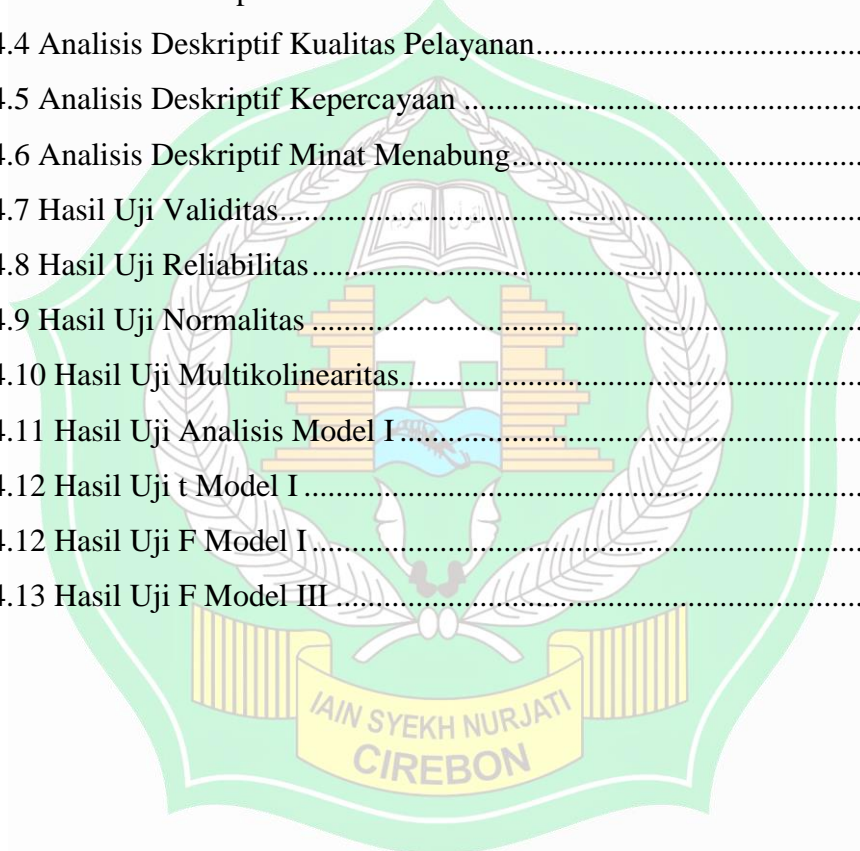 4.4 Analisis Deskriptif Kualitas Pelayanan
4.5 Analisis Deskriptif Kepercayaan
4.6 Analisis Deskriptif Minat Menabung
4.7 Hasil Uji Validitas
4.8 Hasil Uji Reliabilitas
4.9 Hasil Uji Normalitas
4.10 Hasil Uji Multikolinearitas
4.11 Hasil Uji Analisis Model I
4.12 Hasil Uji t Model I
4.12 Hasil Uji F Model I
4.13 Hasil Uji F Model III
IAIN SYEKH NURJATI
CIREBON